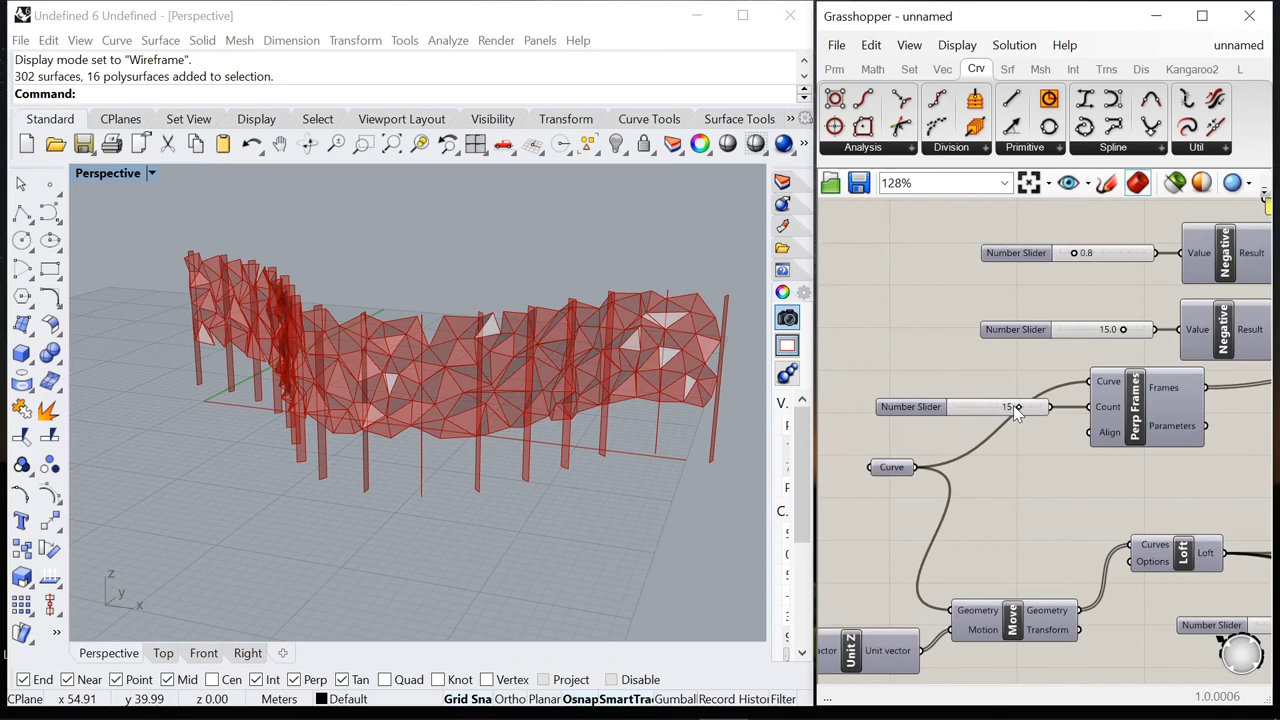 Undefined 6 Undefined - [Perspective]
File Edit View Curve Surface Solid Mesh Dimension Transform Tools Analyze Render Panels Help
Display mode set to "Wireframe".
302 surfaces, 16 polysurfaces added to selection.
Command:
Standard CPlanes Set View Display Select Viewport Layout Visibility Transform Curve Tools Surface Tools »
Perspective
V.
C.
z
y
x
Perspective Top Front Right
End Near Point Mid Cen Int Perp Tan Quad Knot Vertex Project Disable
CPlane x 54.91 y 39.99 z 0.00 Meters Default Grid Sna Ortho Planar Osnap SmartTra Gumbal Record Histor Filter
Grasshopper - unnamed
File Edit View Display Solution Help unnamed
Prm Math Set Vec Crv Srf Msh Int Trns Dis Kangaroo2 L
Analysis Division Primitive Spline Util
128%
Number Slider 0.8 Value Negative Result
Number Slider 15.0 Value Negative Result
Curve Frames
Number Slider 15 Count Perp Frames
Align Parameters
Curve
Curves Loft Loft
Options
Geometry Move Geometry
Motion Transform
Number Slider
actor Unit Z Unit vector
... 1.0.0006